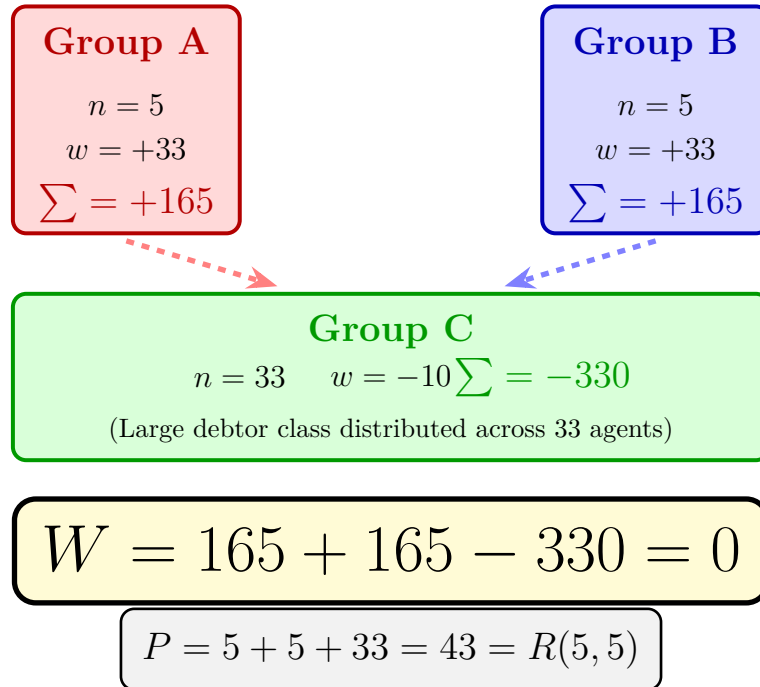 Group A
n = 5
w = +33
∑ = +165
Group B
n = 5
w = +33
∑ = +165
Group C
n = 33 w = −10∑ = −330
(Large debtor class distributed across 33 agents)
W = 165 + 165 − 330 = 0
P = 5 + 5 + 33 = 43 = R(5, 5)